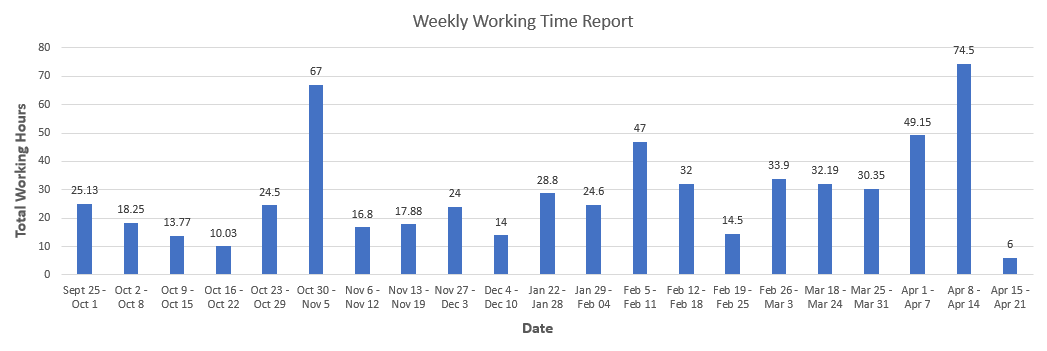 Weekly Working Time Report
Total Working Hours
80
70
60
50
40
30
20
10
0
25.13
18.25
13.77
10.03
24.5
67
16.8
17.88
24
14
28.8
24.6
47
32
14.5
33.9
32.19
30.35
49.15
74.5
6
Sept 25 -
Oct 1
Oct 2 -
Oct 8
Oct 9 -
Oct 15
Oct 16 -
Oct 22
Oct 23 -
Oct 29
Oct 30 -
Nov 5
Nov 6 -
Nov 12
Nov 13 -
Nov 19
Nov 27 -
Dec 3
Dec 4 -
Dec 10
Jan 22 -
Jan 28
Jan 29 -
Feb 04
Feb 5 -
Feb 11
Feb 12 -
Feb 18
Feb 19 -
Feb 25
Feb 26 -
Mar 3
Mar 18 -
Mar 24
Mar 25 -
Mar 31
Apr 1 -
Apr 7
Apr 8 -
Apr 14
Apr 15 -
Apr 21
Date